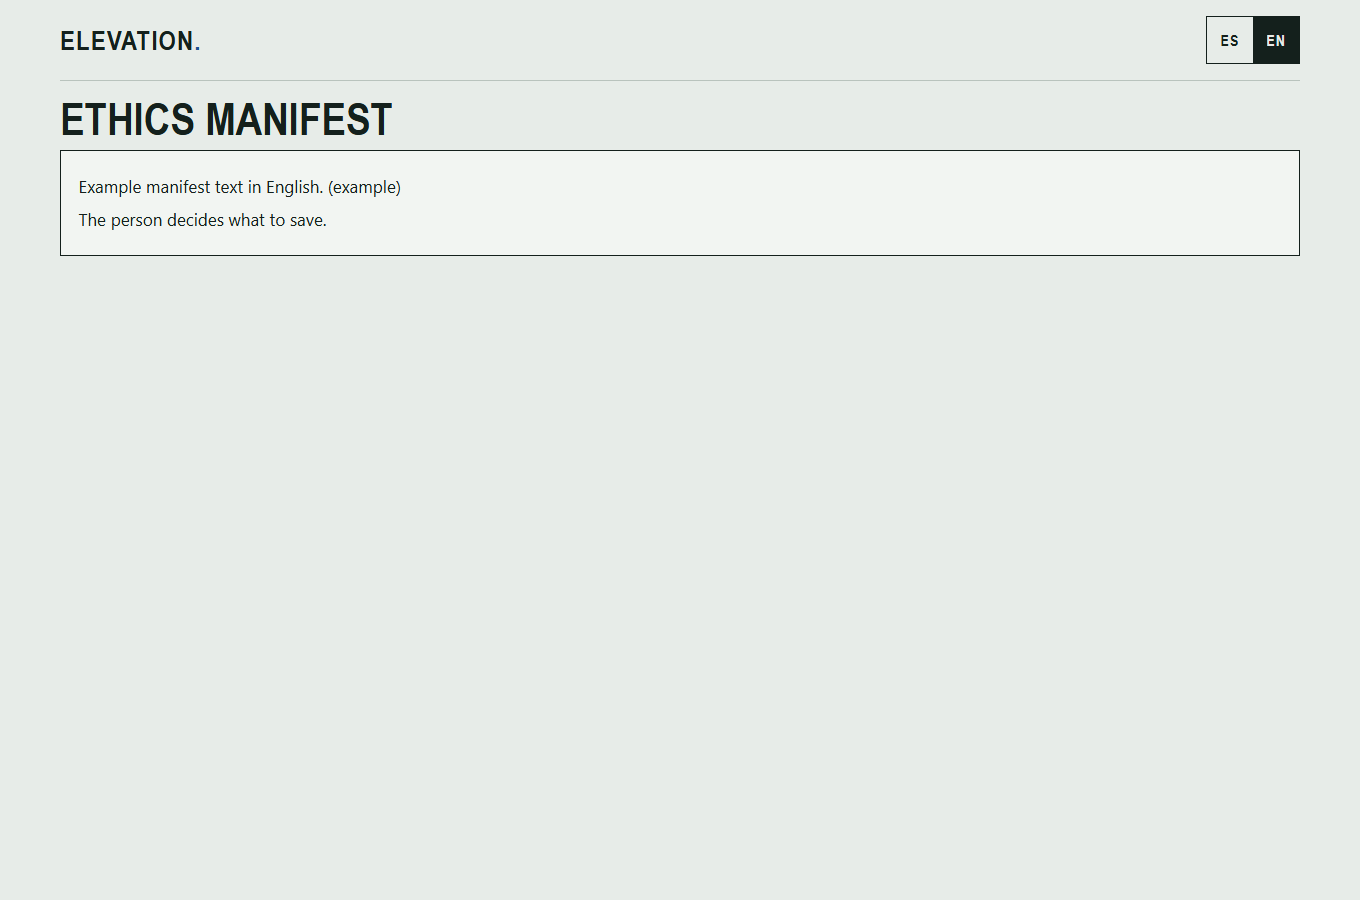 ELEVATION.
ES EN
ETHICS MANIFEST
Example manifest text in English. (example)
The person decides what to save.